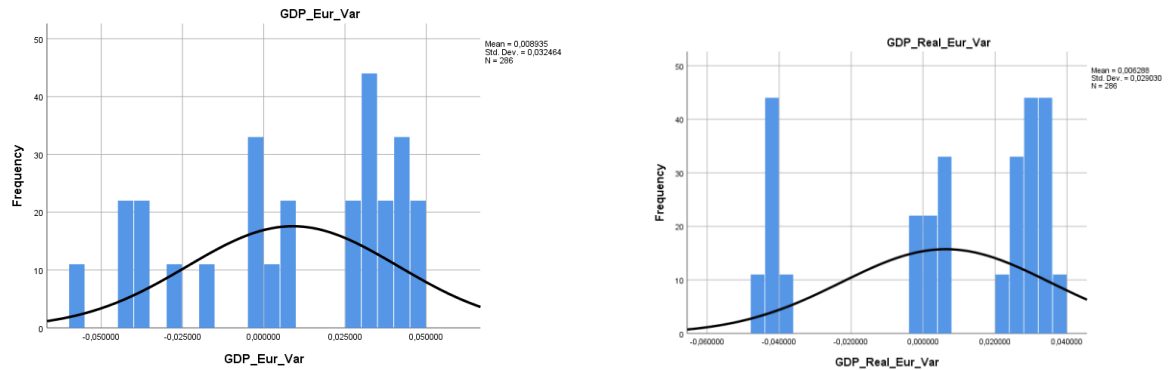 GDP_Eur_Var
Mean = 0,008935
Std. Dev. = 0,032464
N = 286
50
40
30
20
10
0
Frequency
-0,050000 -0,025000 0,000000 0,025000 0,050000
GDP_Eur_Var
GDP_Real_Eur_Var
Mean = 0,006288
Std. Dev. = 0,029030
N = 286
50
40
30
20
10
0
Frequency
-0,060000 -0,040000 -0,020000 0,000000 0,020000 0,040000
GDP_Real_Eur_Var